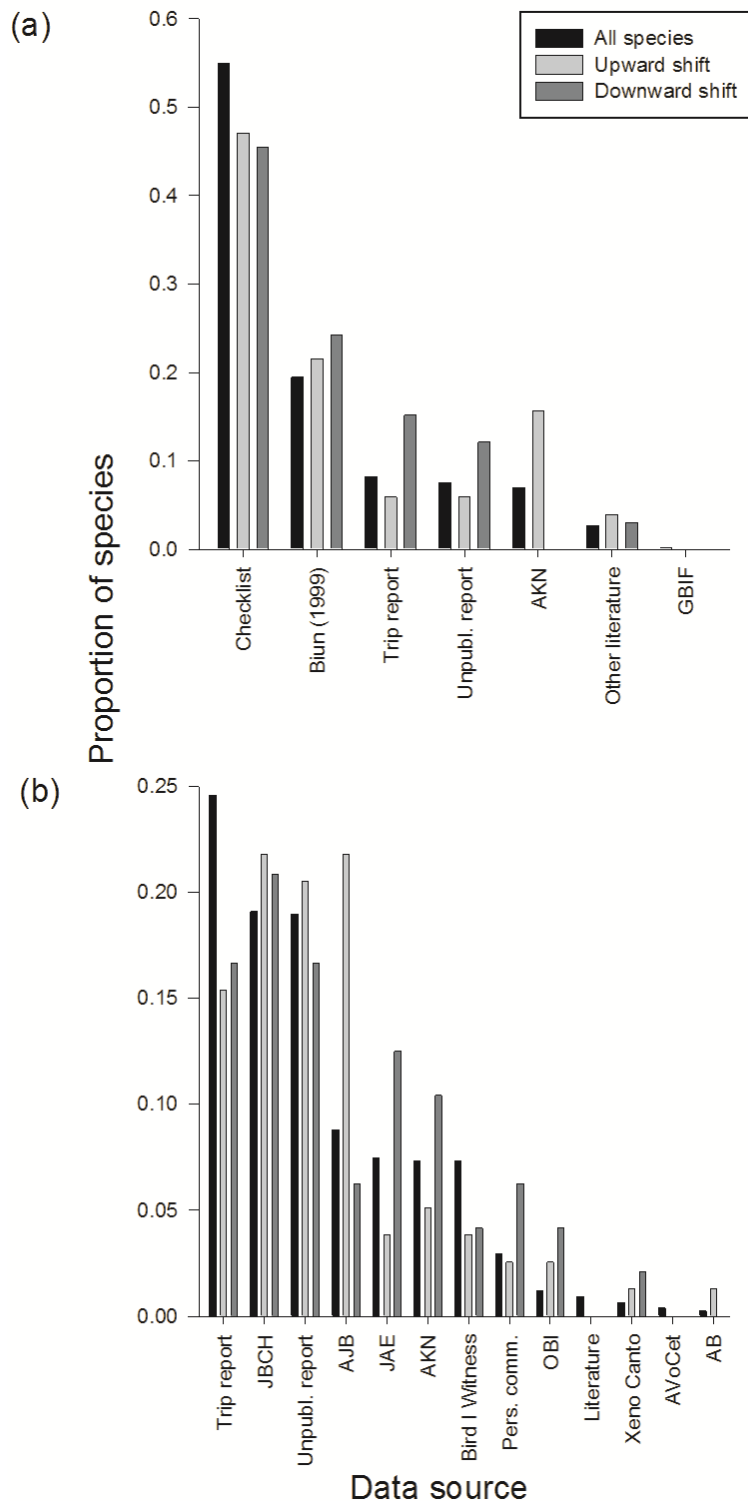 (a)
All species
Upward shift
Downward shift
0.6
0.5
0.4
0.3
0.2
0.1
0.0
Checklist
Biun (1999)
Trip report
Unpubl. report
AKN
Other literature
GBIF
Proportion of species
(b)
0.25
0.20
0.15
0.10
0.05
0.00
Trip report
JBCH
Unpubl. report
AJB
JAE
AKN
Bird I Witness
Pers. comm.
OBI
Literature
Xeno Canto
AVoCet
AB
Data source